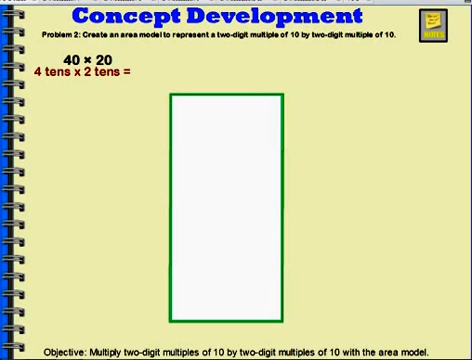 Concept Development
Problem 2: Create an area model to represent a two-digit multiple of 10 by two-digit multiple of 10.
NOTES
40 × 20
4 tens x 2 tens =
Objective: Multiply two-digit multiples of 10 by two-digit multiples of 10 with the area model.